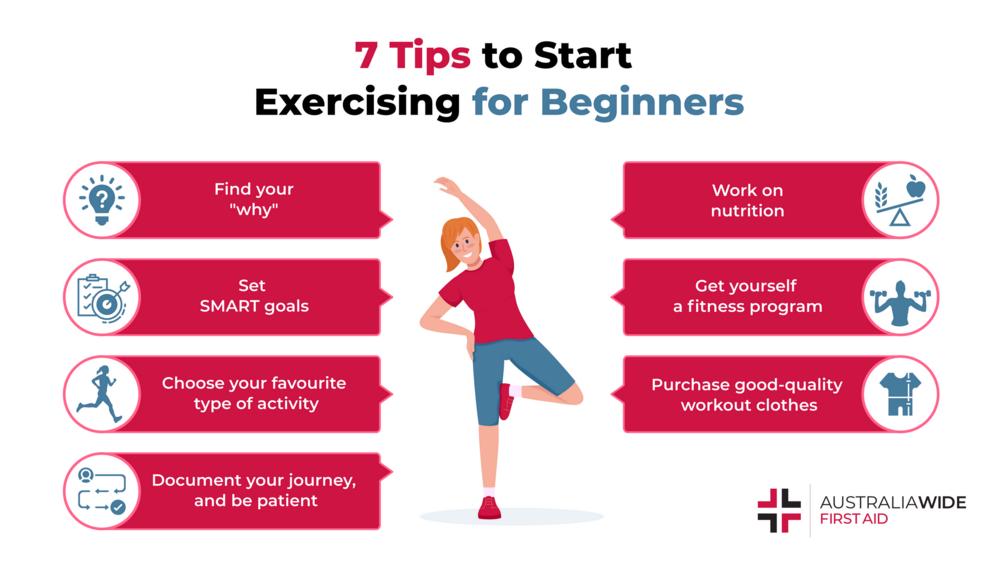 7 Tips to Start
Exercising for Beginners
Find your
"why"
Set
SMART goals
Choose your favourite
type of activity
Document your journey,
and be patient
Work on
nutrition
Get yourself
a fitness program
Purchase good-quality
workout clothes
?
AUSTRALIAWIDE
FIRST AID